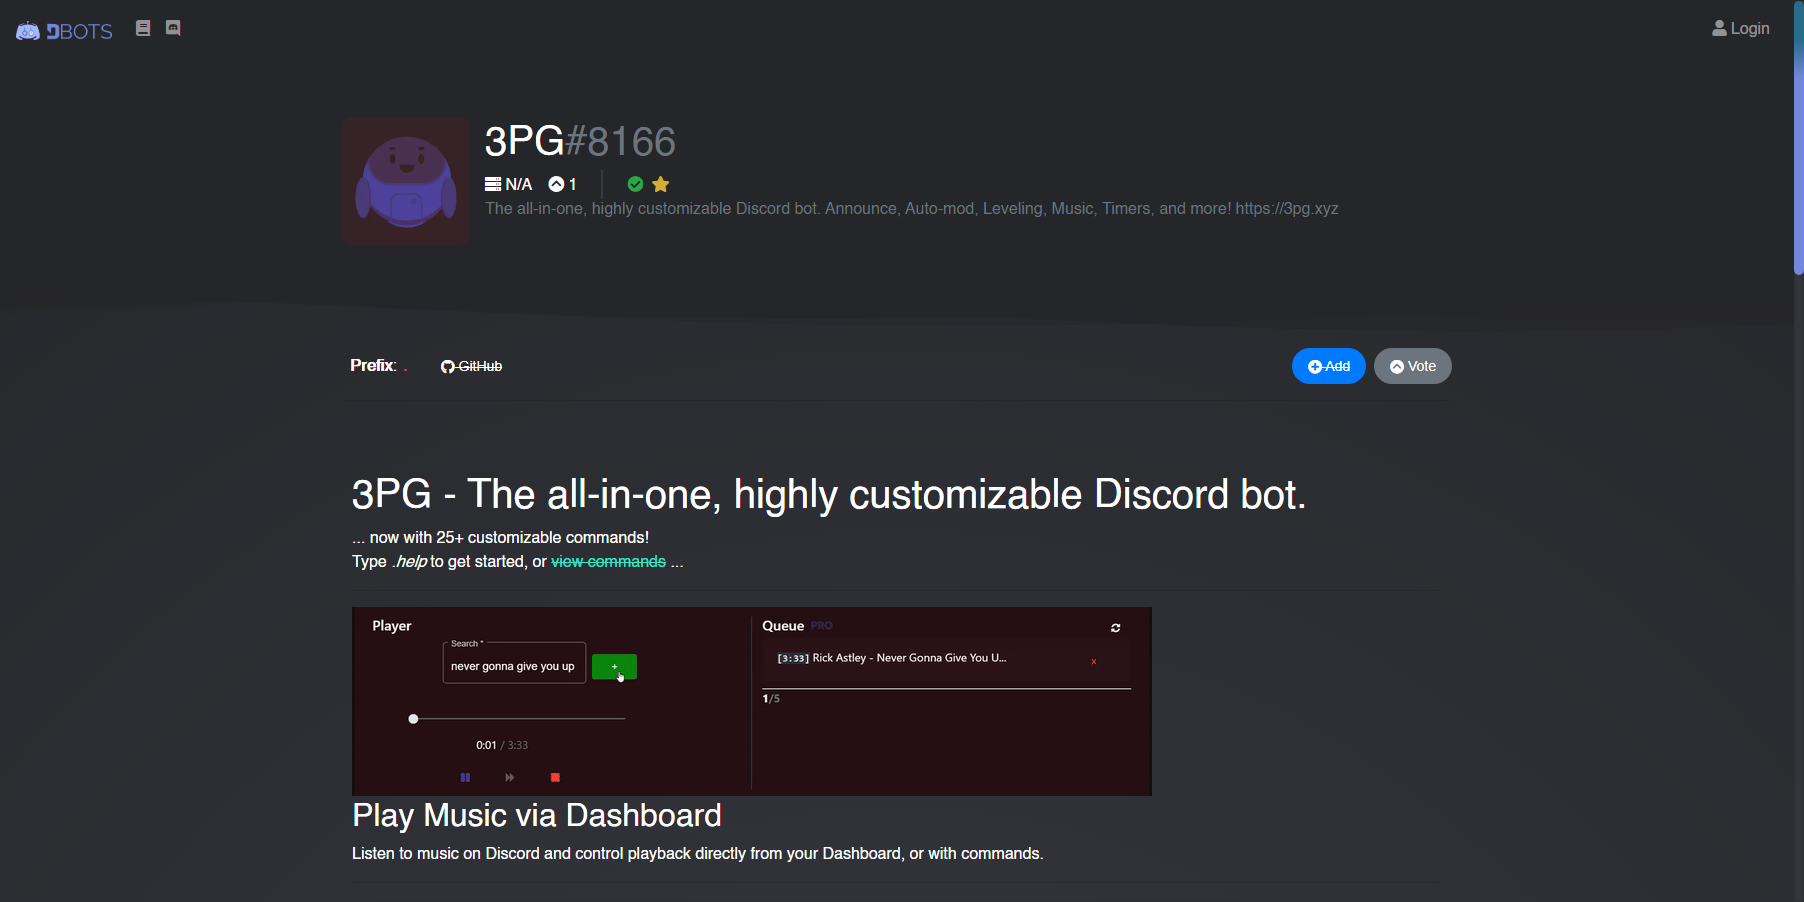 DBOTS
Login
3PG#8166
N/A 1
The all-in-one, highly customizable Discord bot. Announce, Auto-mod, Leveling, Music, Timers, and more! https://3pg.xyz
Prefix: .
GitHub
Add
Vote
3PG - The all-in-one, highly customizable Discord bot.
... now with 25+ customizable commands!
Type .help to get started, or view commands ...
Player
Search *
never gonna give you up
+
0:01 / 3:33
Queue PRO
[3:33] Rick Astley - Never Gonna Give You U...
x
1/5
Play Music via Dashboard
Listen to music on Discord and control playback directly from your Dashboard, or with commands.